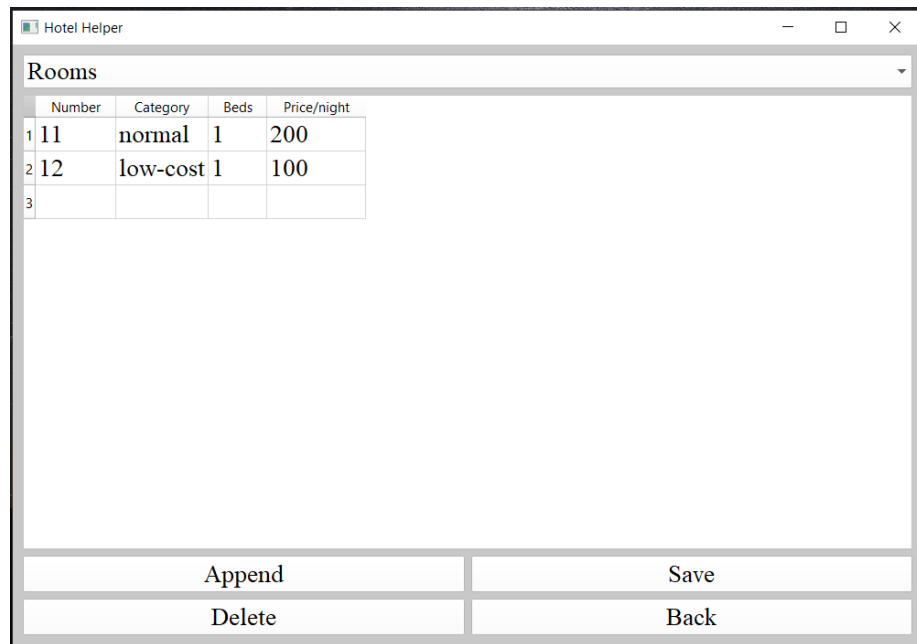 Hotel Helper
Rooms
Number Category Beds Price/night
1 11 normal 1 200
2 12 low-cost 1 100
3
Append Save
Delete Back